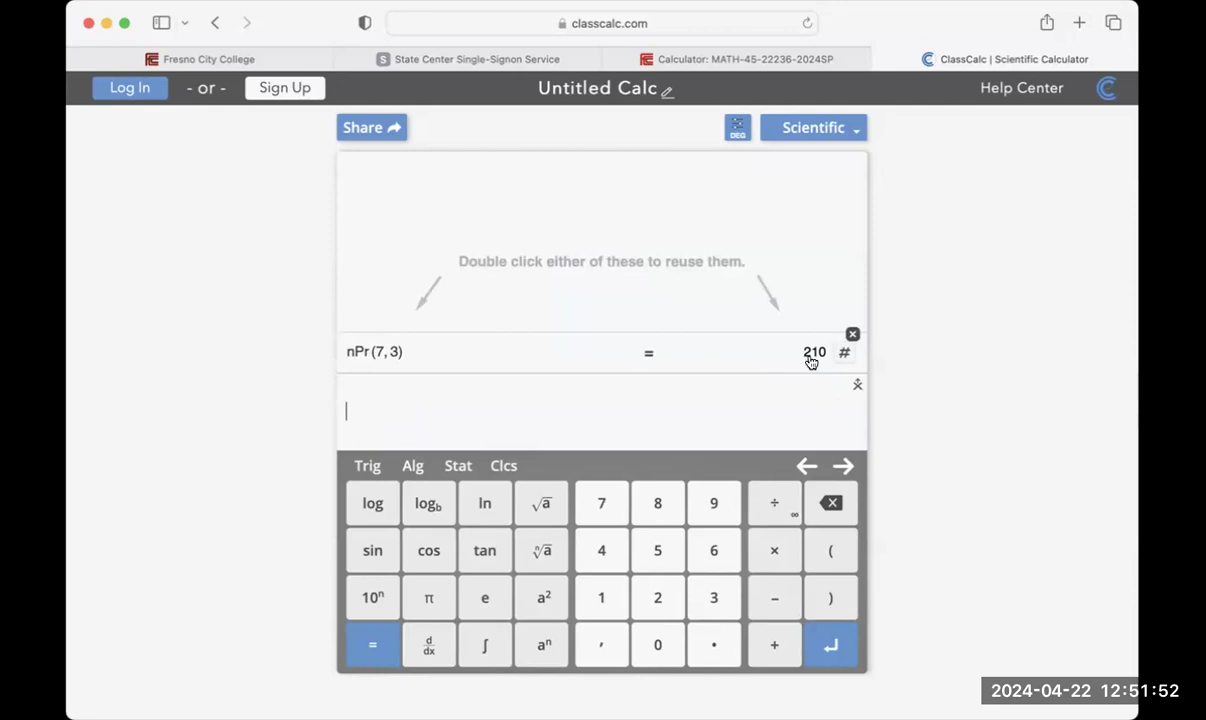 classcalc.com
Fresno City College
S State Center Single-Signon Service
Calculator: MATH-45-22236-2024SP
ClassCalc | Scientific Calculator
Log In - or - Sign Up
Untitled Calc
Help Center
Share
DEG
Scientific
Double click either of these to reuse them.
nPr(7,3) = 210 #
Trig Alg Stat Clcs
log log_b ln √a 7 8 9 ÷ ∞
sin cos tan ⁿ√a 4 5 6 × (
10ⁿ π e a² 1 2 3 − )
= d/dx ∫ aⁿ , 0 . +
2024-04-22 12:51:52